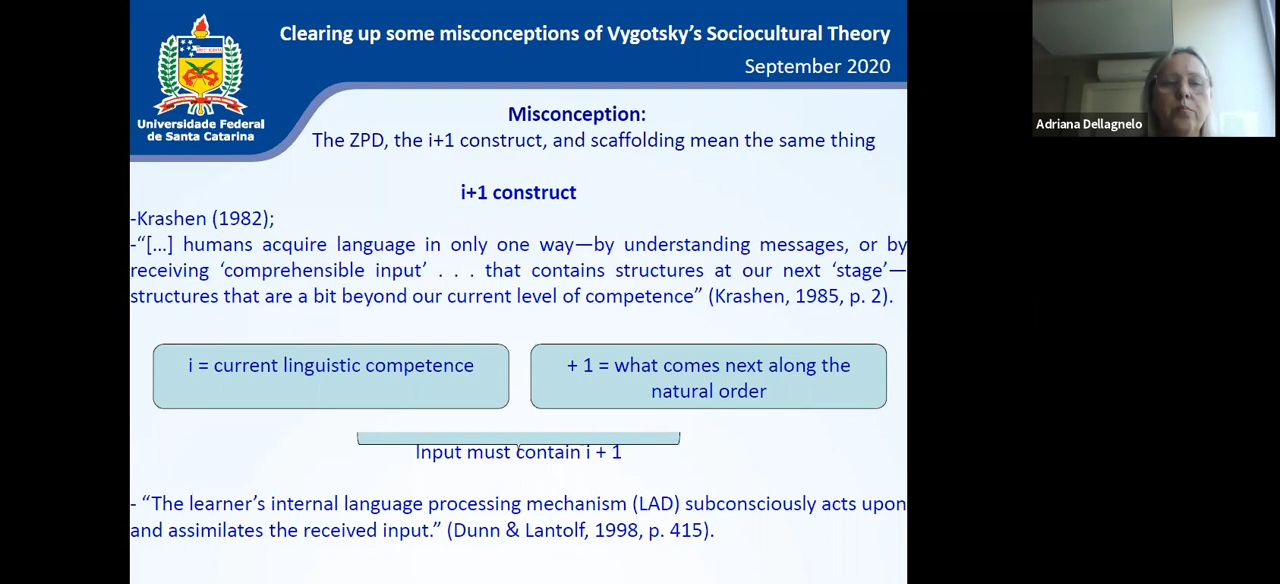 Clearing up some misconceptions of Vygotsky's Sociocultural Theory
September 2020
Universidade Federal
de Santa Catarina
Misconception:
The ZPD, the i+1 construct, and scaffolding mean the same thing
i+1 construct
-Krashen (1982);
-“[...] humans acquire language in only one way—by understanding messages, or by
receiving ‘comprehensible input’ . . . that contains structures at our next ‘stage’—
structures that are a bit beyond our current level of competence” (Krashen, 1985, p. 2).
i = current linguistic competence
+ 1 = what comes next along the
natural order
Input must contain i + 1
- “The learner’s internal language processing mechanism (LAD) subconsciously acts upon
and assimilates the received input.” (Dunn & Lantolf, 1998, p. 415).
Adriana Dellagnelo